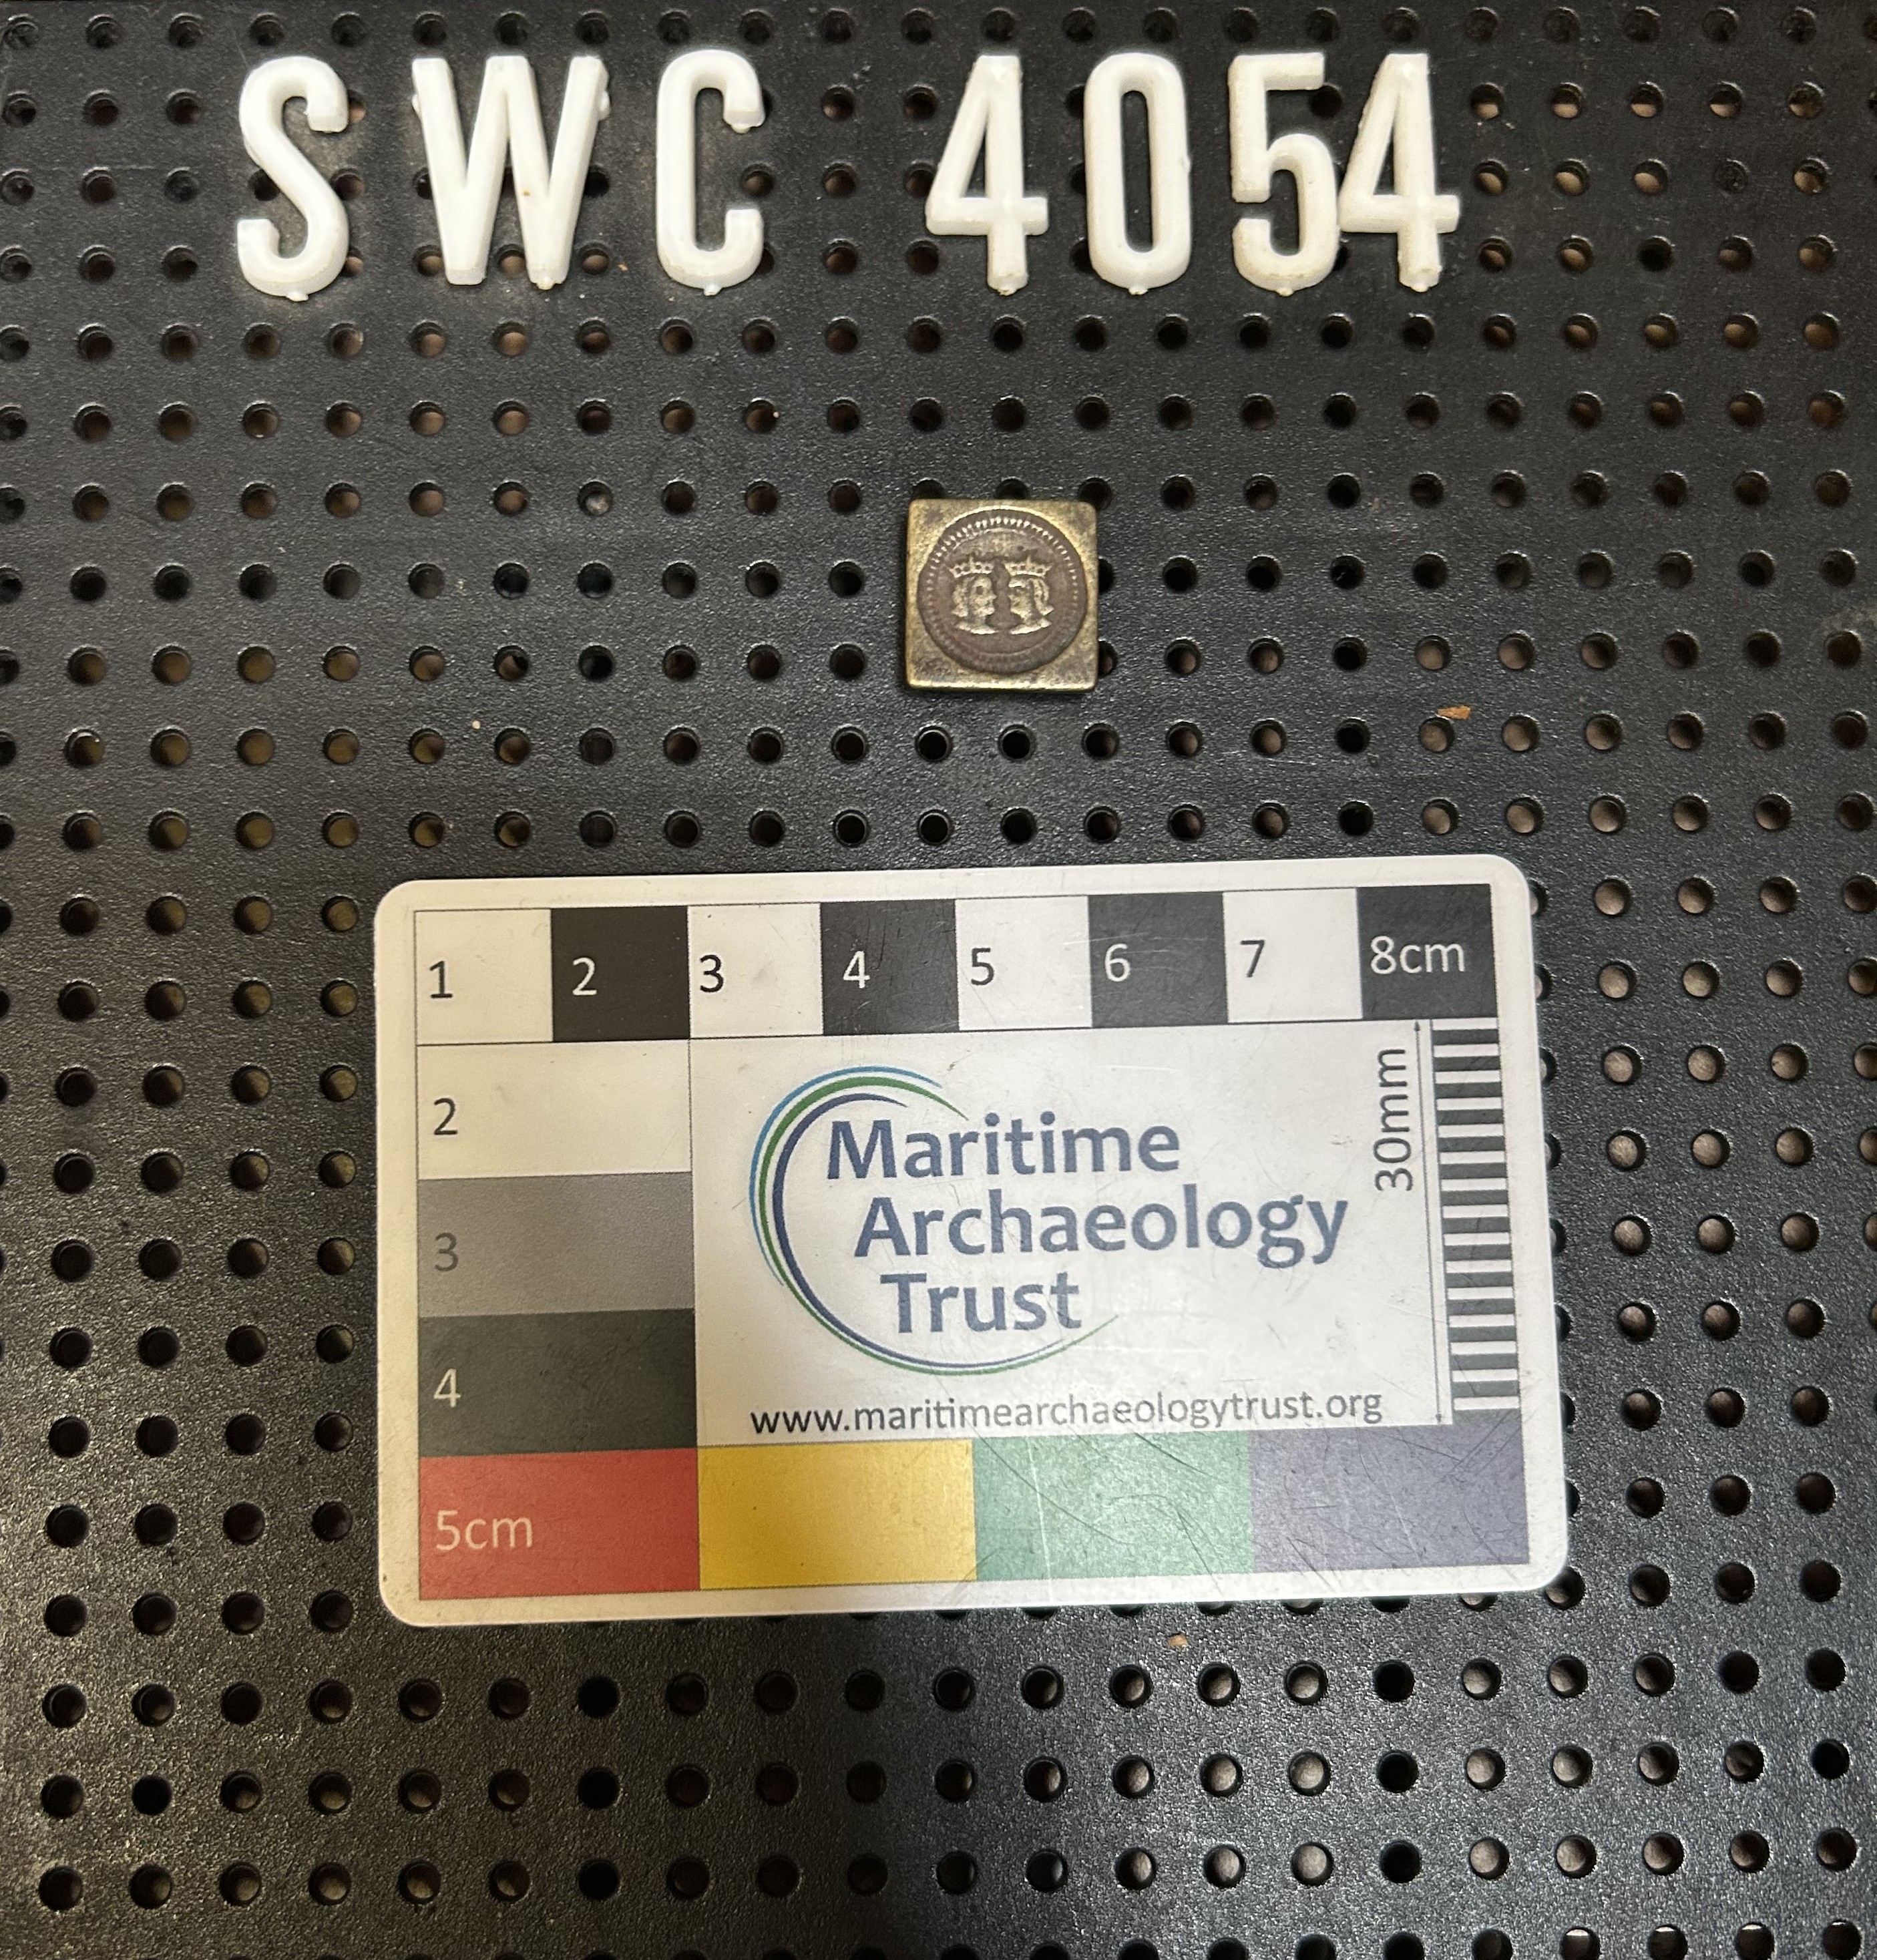 SWC 4054
1 2 3 4 5 6 7 8cm
30mm
2
3
4
5cm
Maritime
Archaeology
Trust
www.maritimearchaeologytrust.org